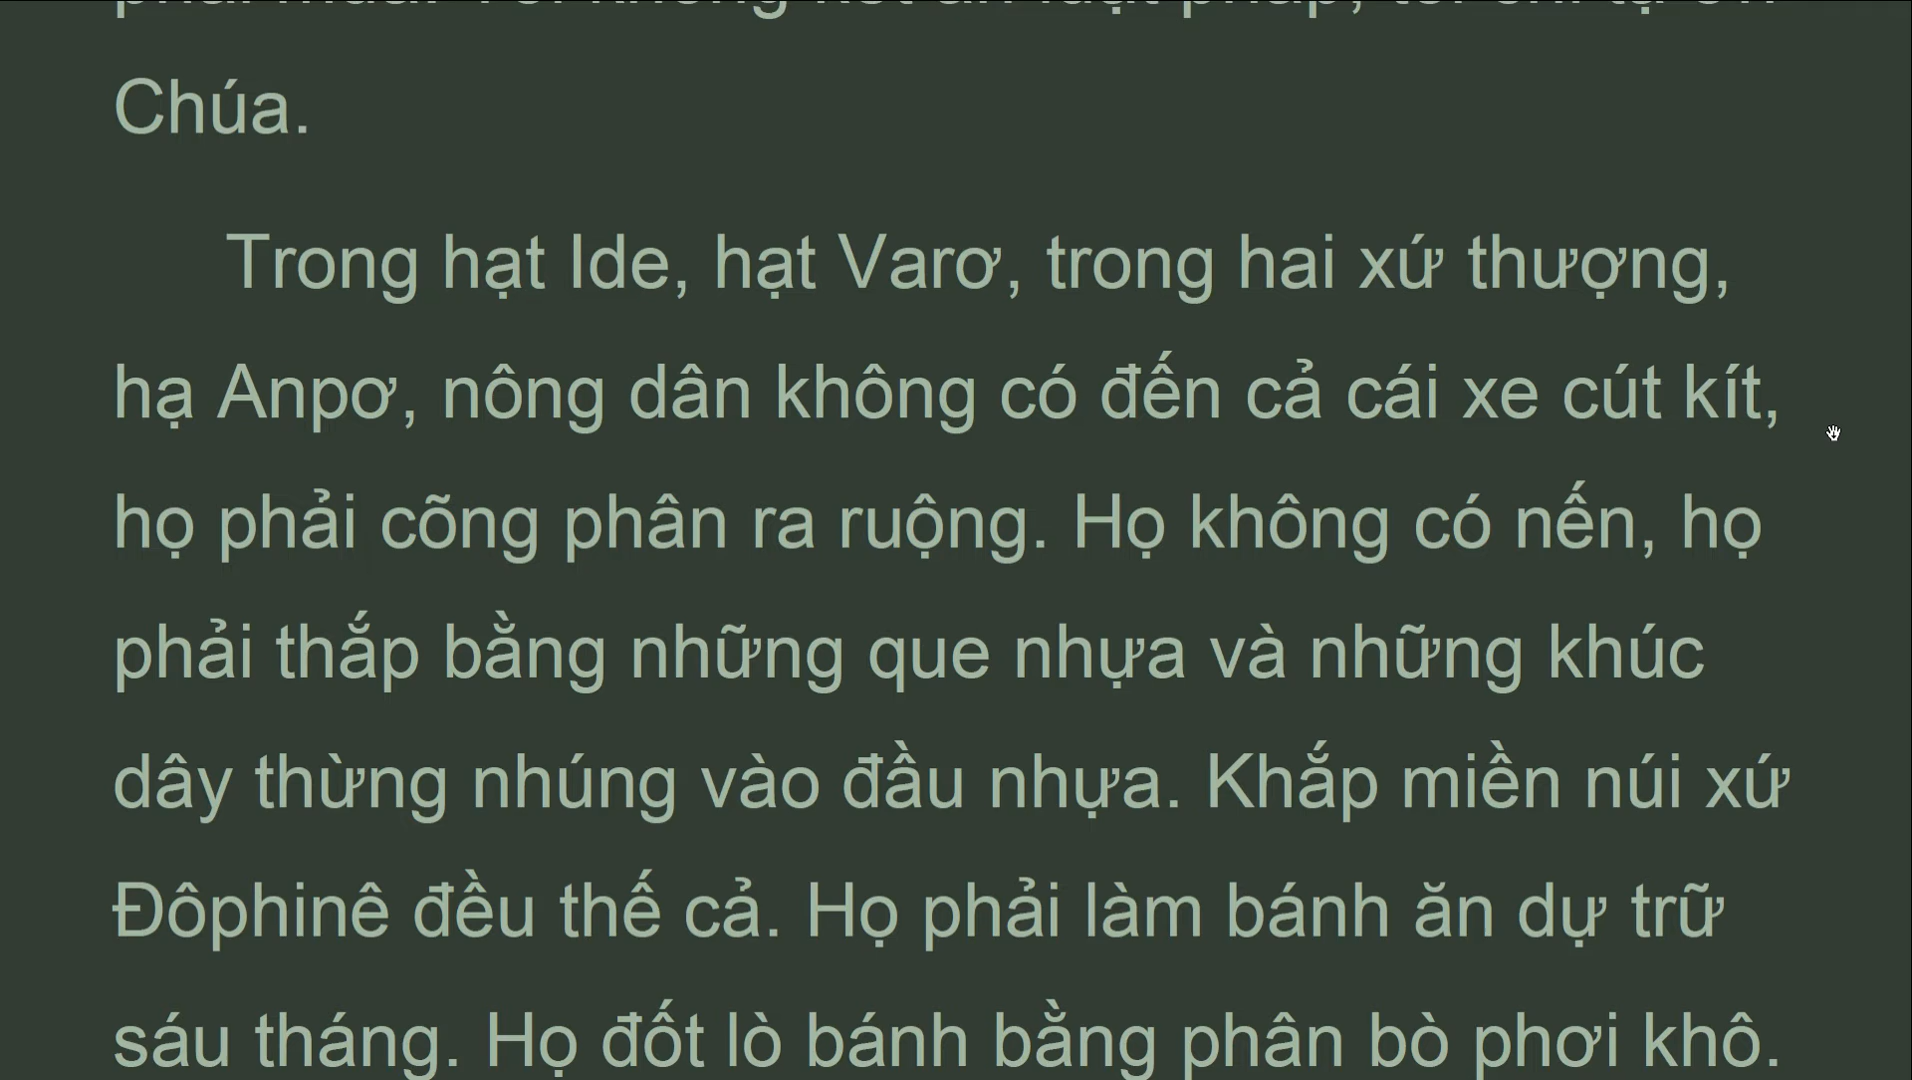 Chúa.
Trong hạt Ide, hạt Varơ, trong hai xứ thượng,
hạ Anpơ, nông dân không có đến cả cái xe cút kít,
họ phải cõng phân ra ruộng. Họ không có nến, họ
phải thắp bằng những que nhựa và những khúc
dây thừng nhúng vào đầu nhựa. Khắp miền núi xứ
Đôphinê đều thế cả. Họ phải làm bánh ăn dự trữ
sáu tháng. Họ đốt lò bánh bằng phân bò phơi khô.